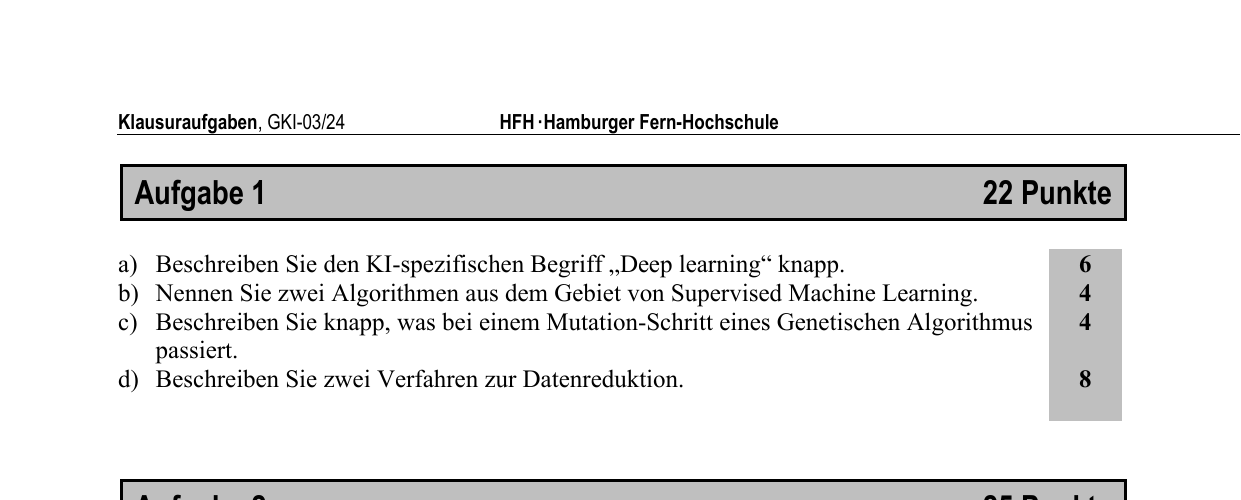 Klausuraufgaben, GKI-03/24 HFH·Hamburger Fern-Hochschule
Aufgabe 1 22 Punkte
a) Beschreiben Sie den KI-spezifischen Begriff „Deep learning“ knapp. 6
b) Nennen Sie zwei Algorithmen aus dem Gebiet von Supervised Machine Learning. 4
c) Beschreiben Sie knapp, was bei einem Mutation-Schritt eines Genetischen Algorithmus 4
passiert.
d) Beschreiben Sie zwei Verfahren zur Datenreduktion. 8